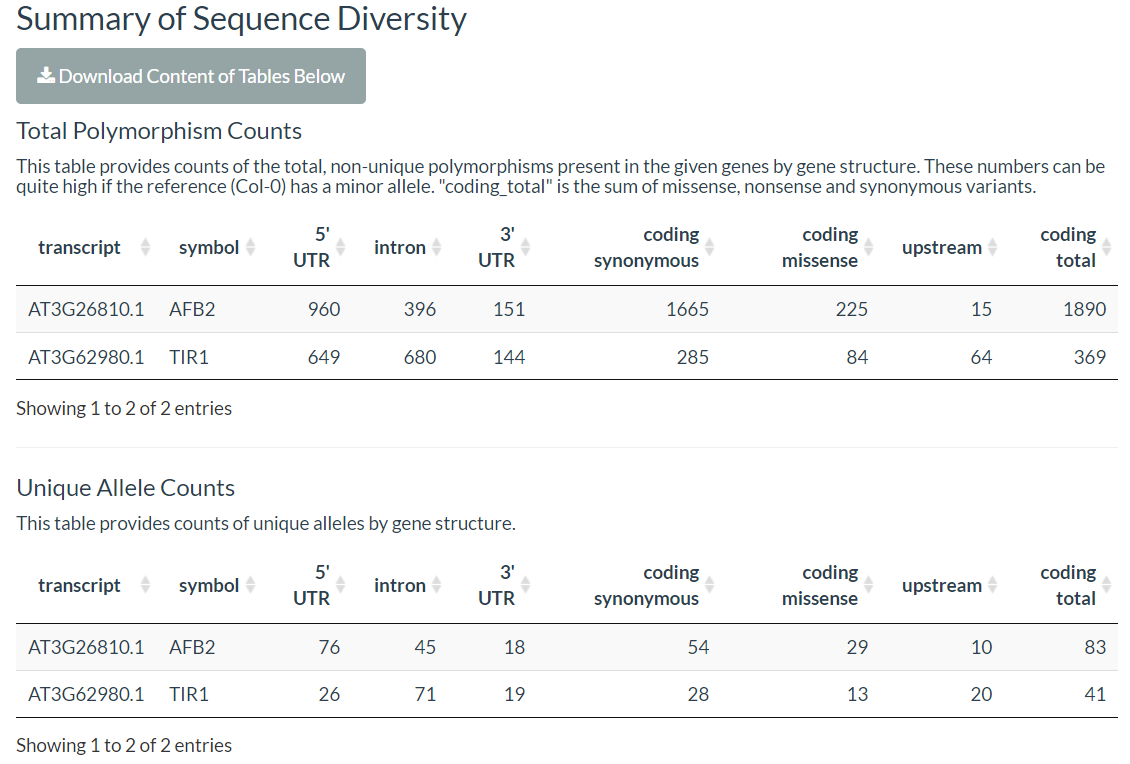 Summary of Sequence Diversity
Download Content of Tables Below
Total Polymorphism Counts
This table provides counts of the total, non-unique polymorphisms present in the given genes by gene structure. These numbers can be
quite high if the reference (Col-0) has a minor allele. "coding_total" is the sum of missense, nonsense and synonymous variants.
transcript symbol 5' UTR intron 3' UTR coding synonymous coding missense upstream coding total
AT3G26810.1 AFB2 960 396 151 1665 225 15 1890
AT3G62980.1 TIR1 649 680 144 285 84 64 369
Showing 1 to 2 of 2 entries
Unique Allele Counts
This table provides counts of unique alleles by gene structure.
transcript symbol 5' UTR intron 3' UTR coding synonymous coding missense upstream coding total
AT3G26810.1 AFB2 76 45 18 54 29 10 83
AT3G62980.1 TIR1 26 71 19 28 13 20 41
Showing 1 to 2 of 2 entries